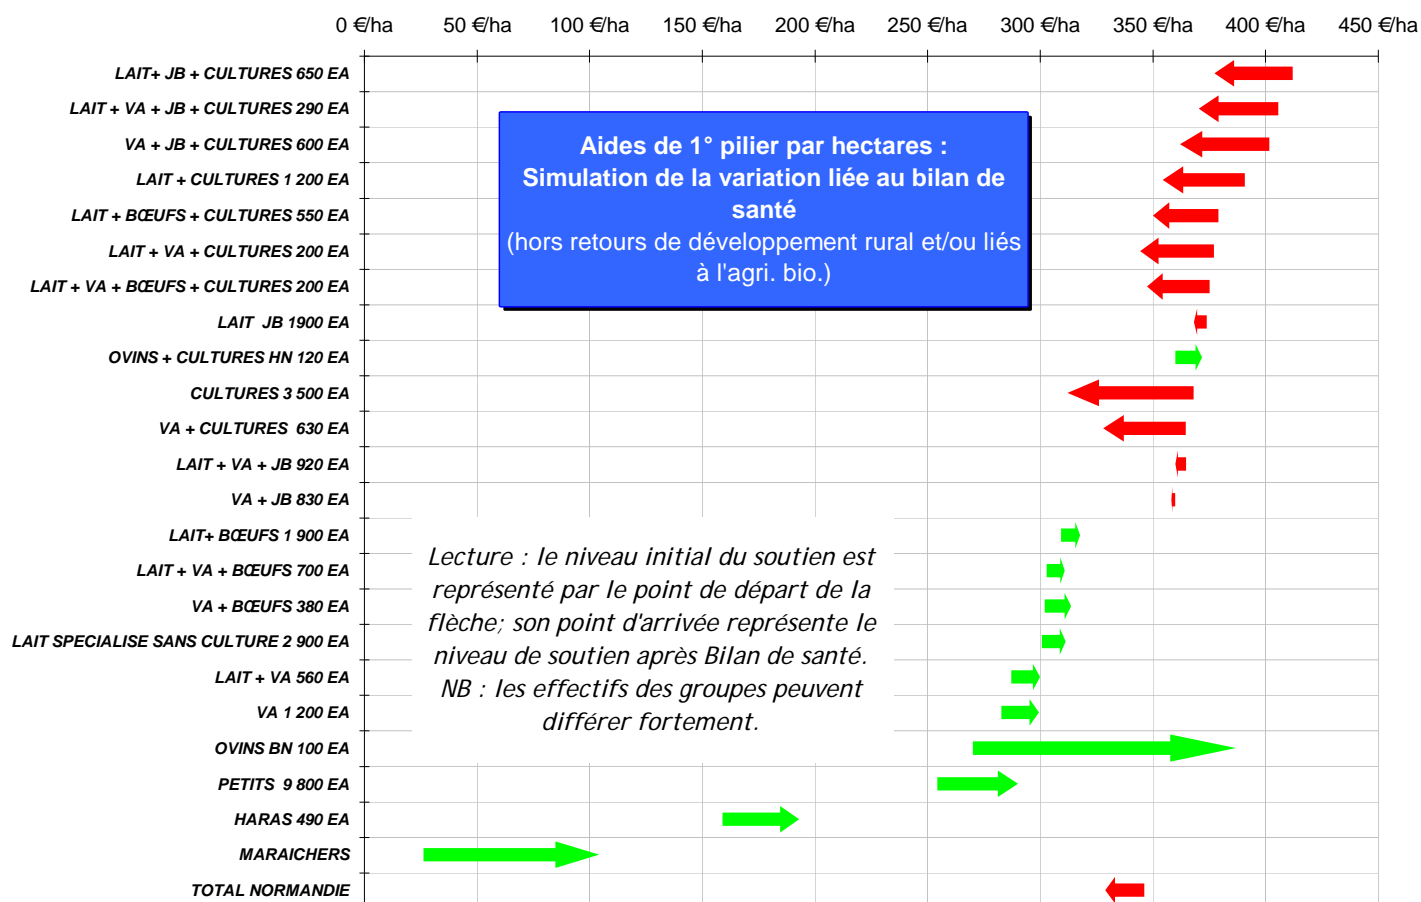 0 €/ha 50 €/ha 100 €/ha 150 €/ha 200 €/ha 250 €/ha 300 €/ha 350 €/ha 400 €/ha 450 €/ha
LAIT+ JB + CULTURES 650 EA
LAIT + VA + JB + CULTURES 290 EA
VA + JB + CULTURES 600 EA
LAIT + CULTURES 1 200 EA
LAIT + BŒUFS + CULTURES 550 EA
LAIT + VA + CULTURES 200 EA
LAIT + VA + BŒUFS + CULTURES 200 EA
LAIT  JB 1900 EA
OVINS + CULTURES HN 120 EA
CULTURES 3 500 EA
VA + CULTURES  630 EA
LAIT + VA + JB 920 EA
VA + JB 830 EA
LAIT+ BŒUFS 1 900 EA
LAIT + VA + BŒUFS 700 EA
VA + BŒUFS 380 EA
LAIT SPECIALISE SANS CULTURE 2 900 EA
LAIT + VA 560 EA
VA 1 200 EA
OVINS BN 100 EA
PETITS  9 800 EA
HARAS 490 EA
MARAICHERS
TOTAL NORMANDIE
Aides de 1° pilier par hectares :
Simulation de la variation liée au bilan de
santé
(hors retours de développement rural et/ou liés
à l'agri. bio.)
Lecture : le niveau initial du soutien est
représenté par le point de départ de la
flèche; son point d'arrivée représente le
niveau de soutien après Bilan de santé.
NB : les effectifs des groupes peuvent
différer fortement.